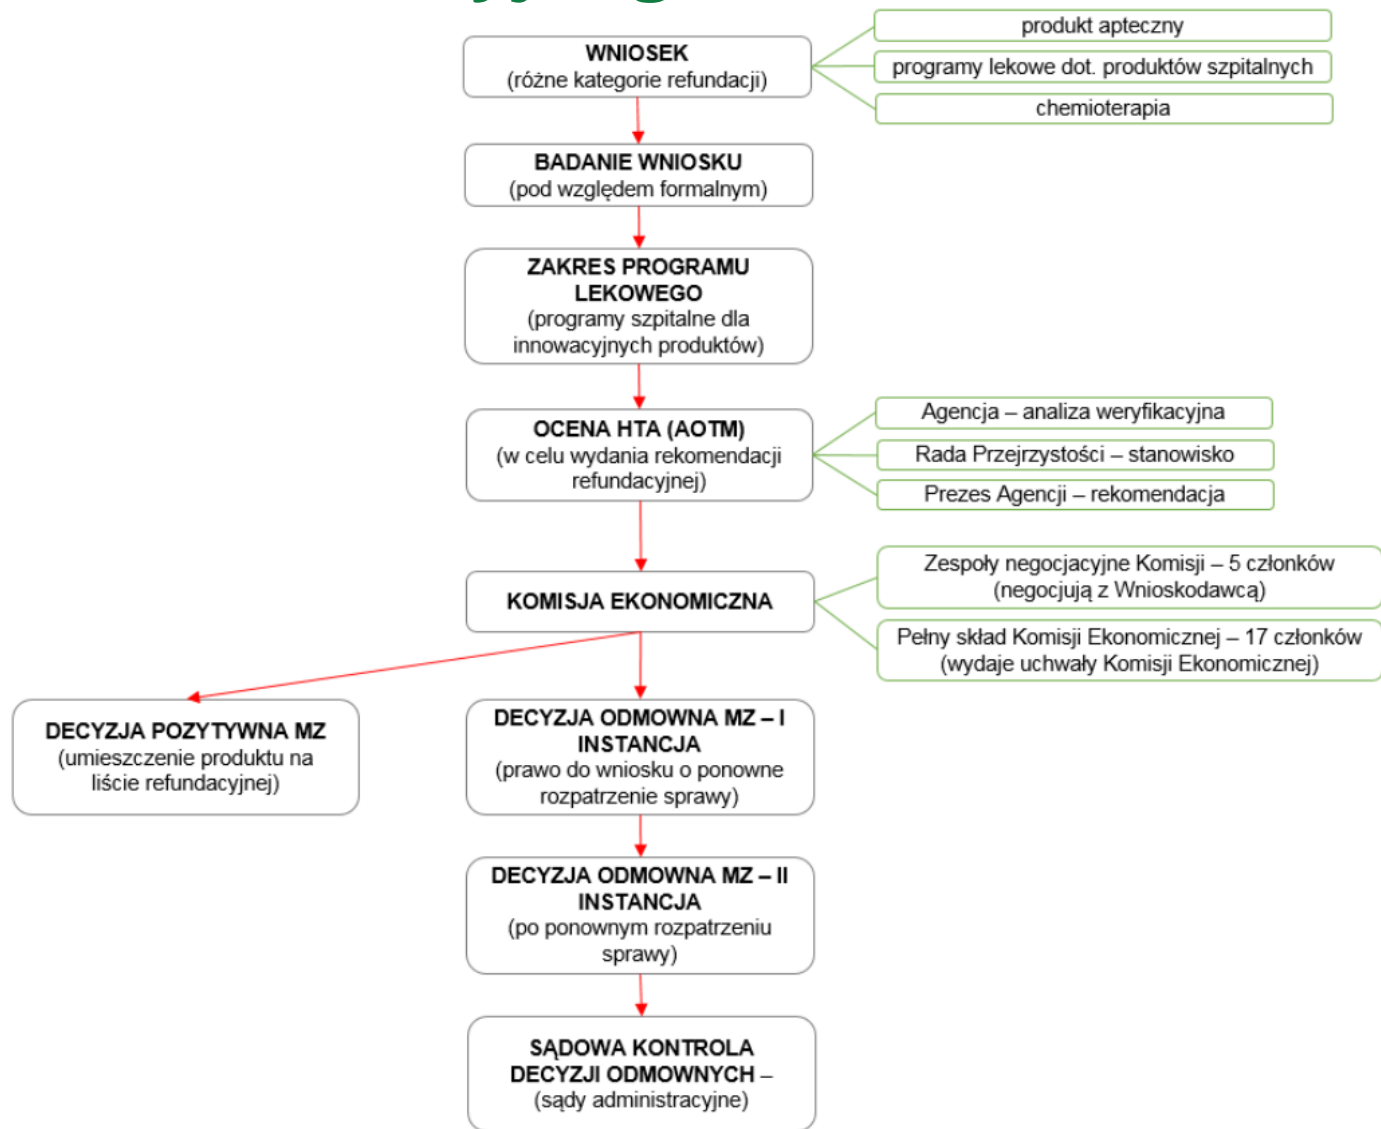 WNIOSEK
(różne kategorie refundacji)
produkt apteczny
programy lekowe dot. produktów szpitalnych
chemioterapia
BADANIE WNIOSKU
(pod względem formalnym)
ZAKRES PROGRAMU
LEKOWEGO
(programy szpitalne dla
innowacyjnych produktów)
OCENA HTA (AOTM)
(w celu wydania rekomendacji
refundacyjnej)
Agencja – analiza weryfikacyjna
Rada Przejrzystości – stanowisko
Prezes Agencji – rekomendacja
KOMISJA EKONOMICZNA
Zespoły negocjacyjne Komisji – 5 członków
(negocjują z Wnioskodawcą)
Pełny skład Komisji Ekonomicznej – 17 członków
(wydaje uchwały Komisji Ekonomicznej)
DECYZJA POZYTYWNA MZ
(umieszczenie produktu na
liście refundacyjnej)
DECYZJA ODMOWNA MZ – I
INSTANCJA
(prawo do wniosku o ponowne
rozpatrzenie sprawy)
DECYZJA ODMOWNA MZ – II
INSTANCJA
(po ponownym rozpatrzeniu
sprawy)
SĄDOWA KONTROLA
DECYZJI ODMOWNYCH –
(sądy administracyjne)